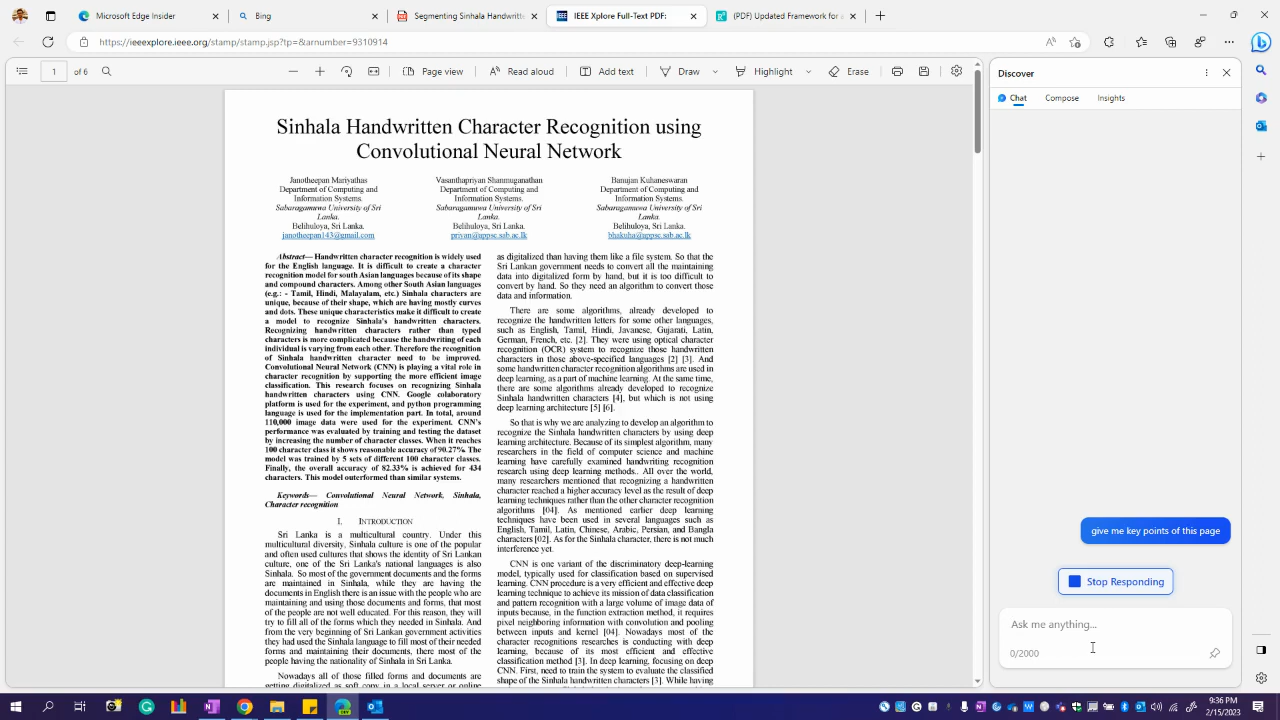 Microsoft Edge Insider
IEEE Xplore Full-Text PDF:
(PDF) Updated Framework for a
https://ieeexplore.ieee.org/stamp/stamp.jsp?tp=&arnumber=9310914
1 of 6
Page view
Read aloud
Add text
Draw
Highlight
Erase
Sinhala Handwritten Character Recognition using
Convolutional Neural Network
Janotheepan Mariyathas
Department of Computing and
Information Systems.
Sabaragamuwa University of Sri
Lanka.
Belihuloya, Sri Lanka.
janotheepan143@gmail.com
Vasanthapriyan Shanmuganathan
Department of Computing and
Information Systems.
Sabaragamuwa University of Sri
Lanka.
Belihuloya, Sri Lanka.
priyan@appsc.sab.ac.lk
Banujan Kuhaneswaran
Department of Computing and
Information Systems.
Sabaragamuwa University of Sri
Lanka.
Belihuloya, Sri Lanka.
bhakuha@appsc.sab.lk
Abstract— Handwritten character recognition is widely used
for the English language. It is difficult to create a character
recognition model for south Asian languages because of its shape
and compound characters. Among other South Asian languages
(e.g.: - Tamil, Hindi, Malayalam, etc.) Sinhala characters are
unique, because of their shape, which are having mostly curves
and dots. These unique characteristics make it difficult to create
a model to recognize Sinhala's handwritten characters.
Recognizing handwritten characters rather than typed
characters is more complicated because the handwriting of each
individual is varying from each other. Therefore the recognition
of Sinhala handwritten character need to be improved.
Convolutional Neural Network (CNN) is playing a vital role in
character recognition by supporting the more efficient image
classification. This research focuses on recognizing Sinhala
handwritten characters using CNN. Google colaboratory
platform is used for the experiment, and python programming
language is used for the implementation part. In total, around
110,000 image data were used for the experiment. CNN's
performance was evaluated by training and testing the dataset
by increasing the number of character classes. When it reaches
100 character class it shows reasonable accuracy of 90.27%. The
model was trained by 5 sets of different 100 character classes.
Finally, the overall accuracy of 82.33% is achieved for 434
characters. This model outperformed than similar systems.
Keywords— Convolutional Neural Network, Sinhala,
Character recognition
I. INTRODUCTION
Sri Lanka is a multicultural country. Under this
multicultural diversity, Sinhala culture is one of the popular
and often used cultures that shows the identity of Sri Lankan
culture, one of the Sri Lanka's national languages is also
Sinhala. So most of the government documents and the forms
are maintained in Sinhala, while they are having the
documents in English there is an issue with the people who are
maintaining and using those documents and forms, that most
of the people are not well educated. For this reason, they will
try to fill all of the forms which they needed in Sinhala. And
from the very beginning of Sri Lankan government activities
they had used the Sinhala language to fill most of their needed
forms and maintaining their documents, there most of the
people having the nationality of Sinhala in Sri Lanka.
Nowadays all of those filled forms and documents are
getting digitalized as soft copy in a local server or online
as digitalized than having them like a file system. So that the
Sri Lankan government needs to convert all the maintaining
data into digitalized form by hand, but it is too difficult to
convert by hand. So they need an algorithm to convert those
data and information.
There are some algorithms, already developed to
recognize the handwritten letters for some other languages,
such as English, Tamil, Hindi, Javanese, Gujarati, Latin,
German, French, etc. [2]. They were using optical character
recognition (OCR) system to recognize those handwritten
characters in those above-specified languages [2] [3]. And
some handwritten character recognition algorithms are used in
deep learning, as a part of machine learning. At the same time,
there are some algorithms already developed to recognize
Sinhala handwritten characters [4], but which is not using
deep learning architecture [5] [6].
So that is why we are analyzing to develop an algorithm to
recognize the Sinhala handwritten characters by using deep
learning architecture. Because of its simplest algorithm, many
researchers in the field of computer science and machine
learning have carefully examined handwriting recognition
research using deep learning methods.. All over the world,
many researchers mentioned that recognizing a handwritten
character reached a higher accuracy level as the result of deep
learning techniques rather than the other character recognition
algorithms [04]. As mentioned earlier deep learning
techniques have been used in several languages such as
English, Tamil, Latin, Chinese, Arabic, Persian, and Bangla
characters [02]. As for the Sinhala character, there is not much
interference yet.
CNN is one variant of the discriminatory deep-learning
model, typically used for classification based on supervised
learning. CNN procedure is a very efficient and effective deep
learning technique to achieve its mission of data classification
and pattern recognition with a large volume of image data of
inputs because, in the function extraction method, it requires
pixel neighboring information with convolution and pooling
between inputs and kernel [04]. Nowadays most of the
character recognitions researches is conducting with deep
learning, because of its most efficient and effective
classification method [3]. In deep learning, focusing on deep
CNN. First, need to train the system to evaluate the classified
shape of the Sinhala handwritten characters [3]. While having
Discover
Chat
Compose
Insights
give me key points of this page
Stop Responding
Ask me anything...
0/2000
9:36 PM
2/15/2023